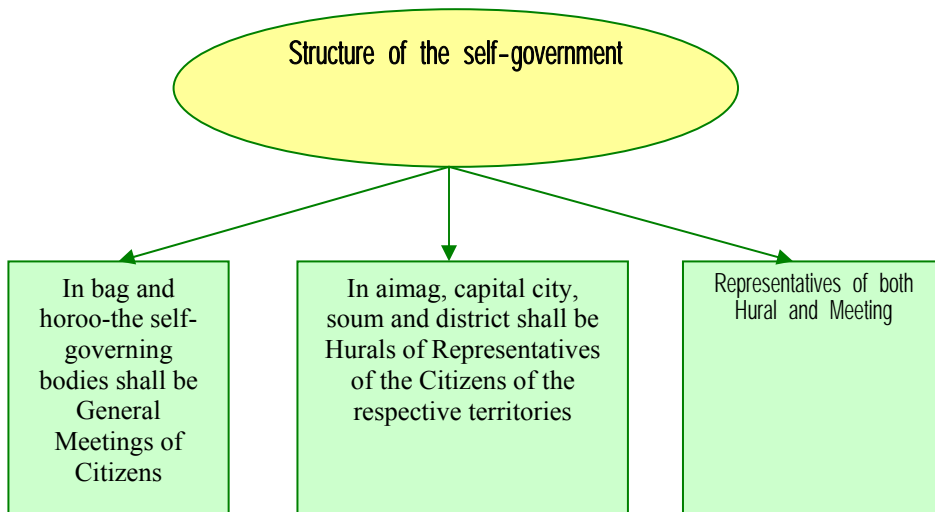 Structure of the self-government
In bag and
horoo-the self-
governing
bodies shall be
General
Meetings of
Citizens
In aimag, capital city,
soum and district shall be
Hurals of Representatives
of the Citizens of the
respective territories
Representatives of both
Hural and Meeting